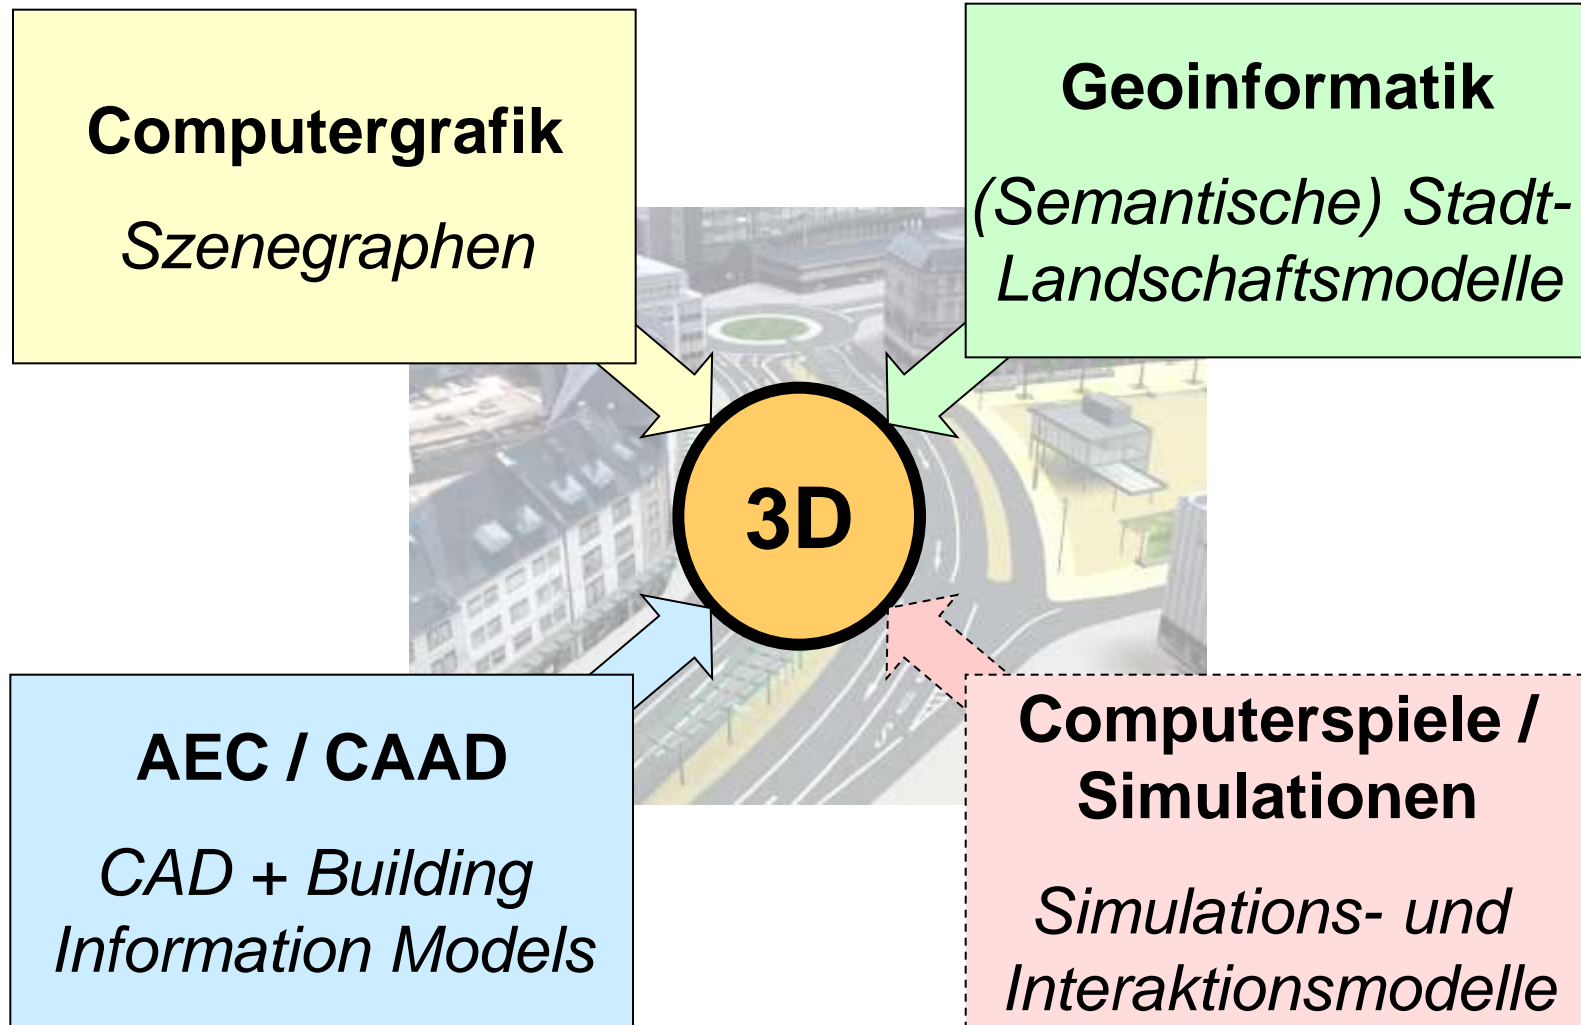 Computergrafik
Szenegraphen
Geoinformatik
(Semantische) Stadt-
Landschaftsmodelle
3D
AEC / CAAD
CAD + Building
Information Models
Computerspiele /
Simulationen
Simulations- und
Interaktionsmodelle